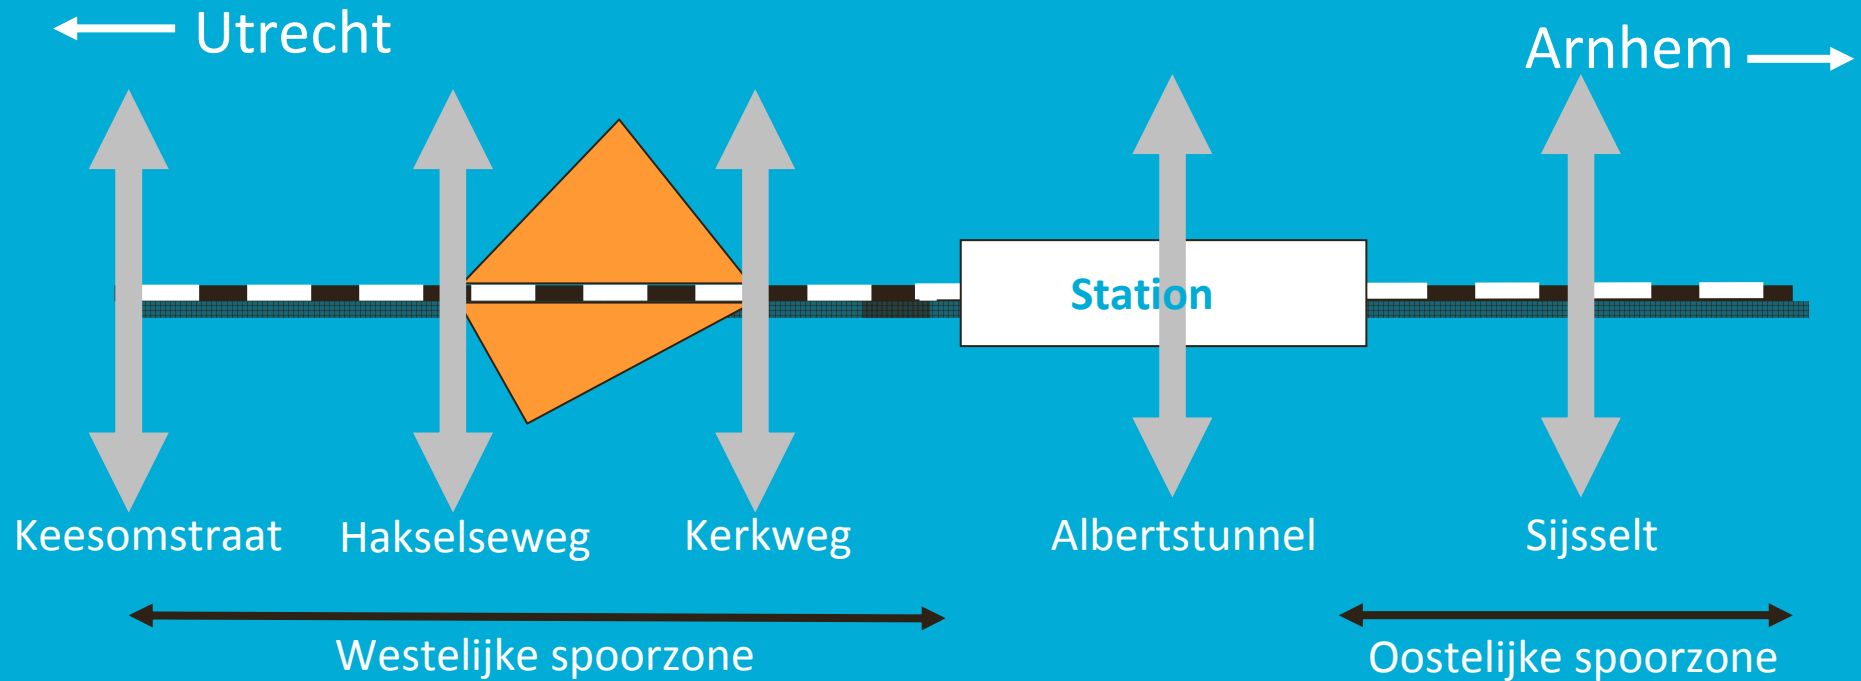 Utrecht
Arnhem
Station
Keesomstraat
Hakselseweg
Kerkweg
Albertstunnel
Sijsselt
Westelijke spoorzone
Oostelijke spoorzone